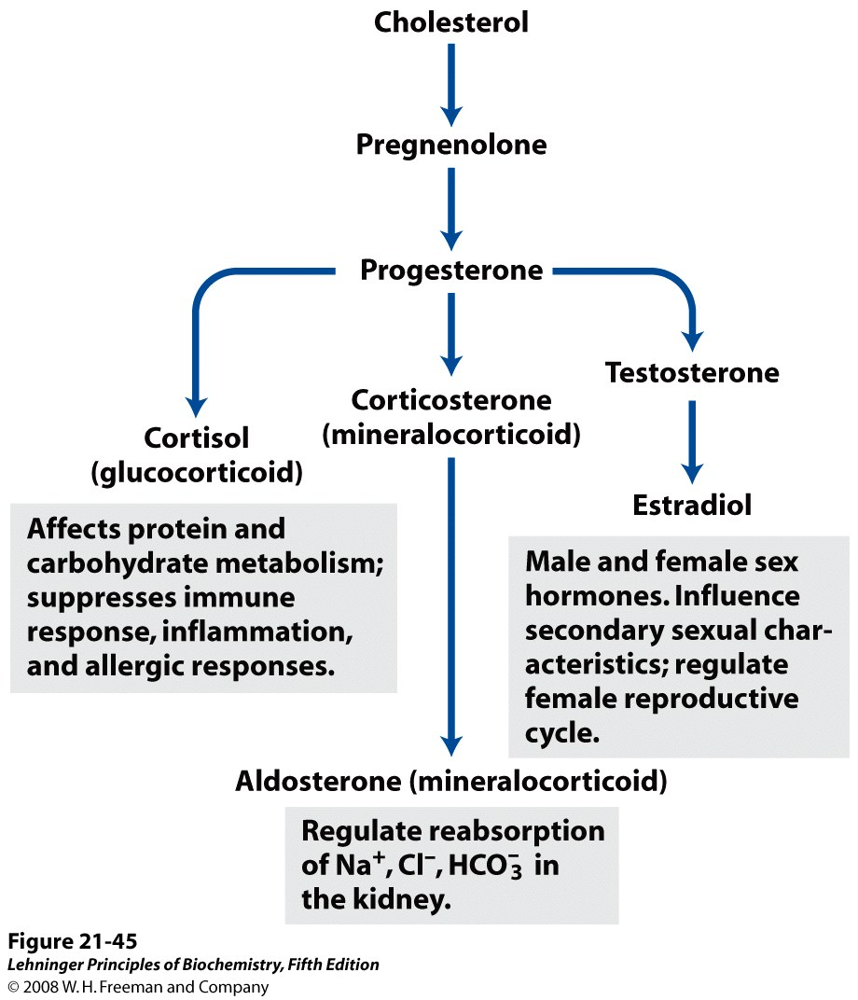 Cholesterol
Pregnenolone
Progesterone
Testosterone
Corticosterone
(mineralocorticoid)
Cortisol
(glucocorticoid)
Estradiol
Affects protein and
carbohydrate metabolism;
suppresses immune
response, inflammation,
and allergic responses.
Male and female sex
hormones. Influence
secondary sexual char-
acteristics; regulate
female reproductive
cycle.
Aldosterone (mineralocorticoid)
Regulate reabsorption
of Na⁺, Cl⁻, HCO₃⁻ in
the kidney.
Figure 21-45
Lehninger Principles of Biochemistry, Fifth Edition
© 2008 W. H. Freeman and Company